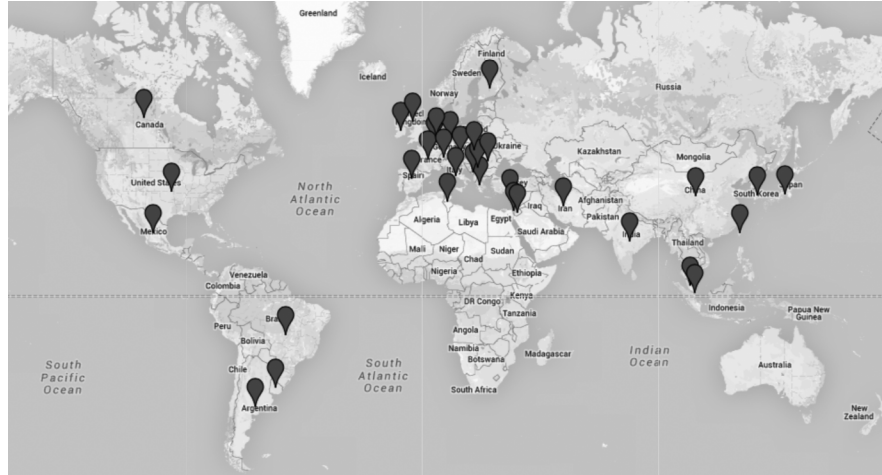 Greenland
Iceland
Finland
Sweden
Norway
Russia
Canada
Kazakhstan
Mongolia
United States
North
Atlantic
Ocean
Spain
China
South Korea
Iran
Afghanistan
Iraq
Pakistan
Algeria
Libya
Egypt
Saudi Arabia
Mexico
Mali
Niger
Sudan
Chad
Thailand
Venezuela
Nigeria
Ethiopia
Colombia
DR Congo
Kenya
Indonesia
Papua New
Guinea
Peru
Tanzania
Bolivia
Angola
South
Pacific
Ocean
Chile
South
Atlantic
Ocean
Namibia
Botswana
Madagascar
Indian
Ocean
Australia
South Africa
Argentina
New
Zealand